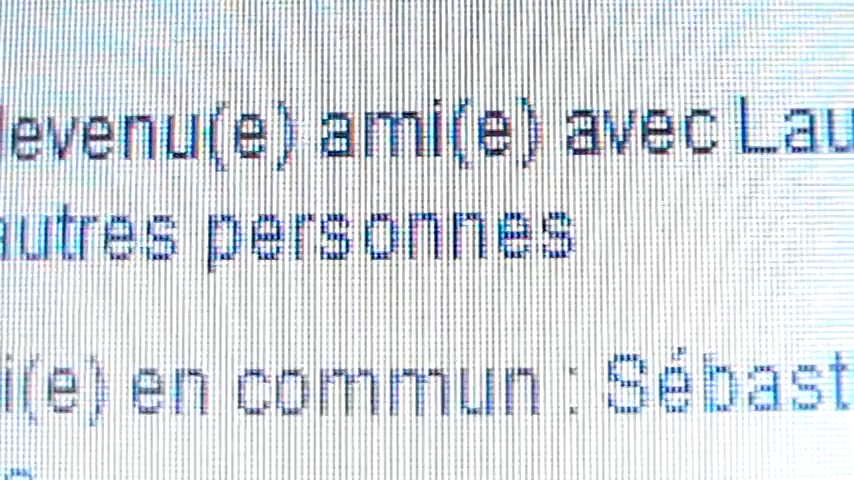 devenu(e) ami(e) avec Lau
autres personnes
i(e) en commun : Sébast